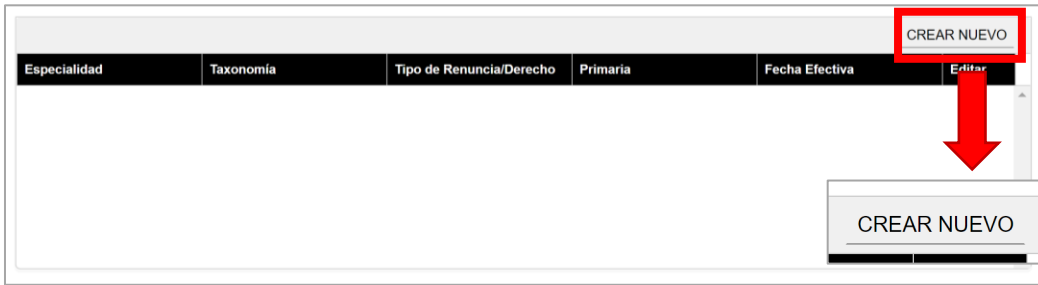 CREAR NUEVO
Especialidad Taxonomía Tipo de Renuncia/Derecho Primaria Fecha Efectiva Editar
CREAR NUEVO